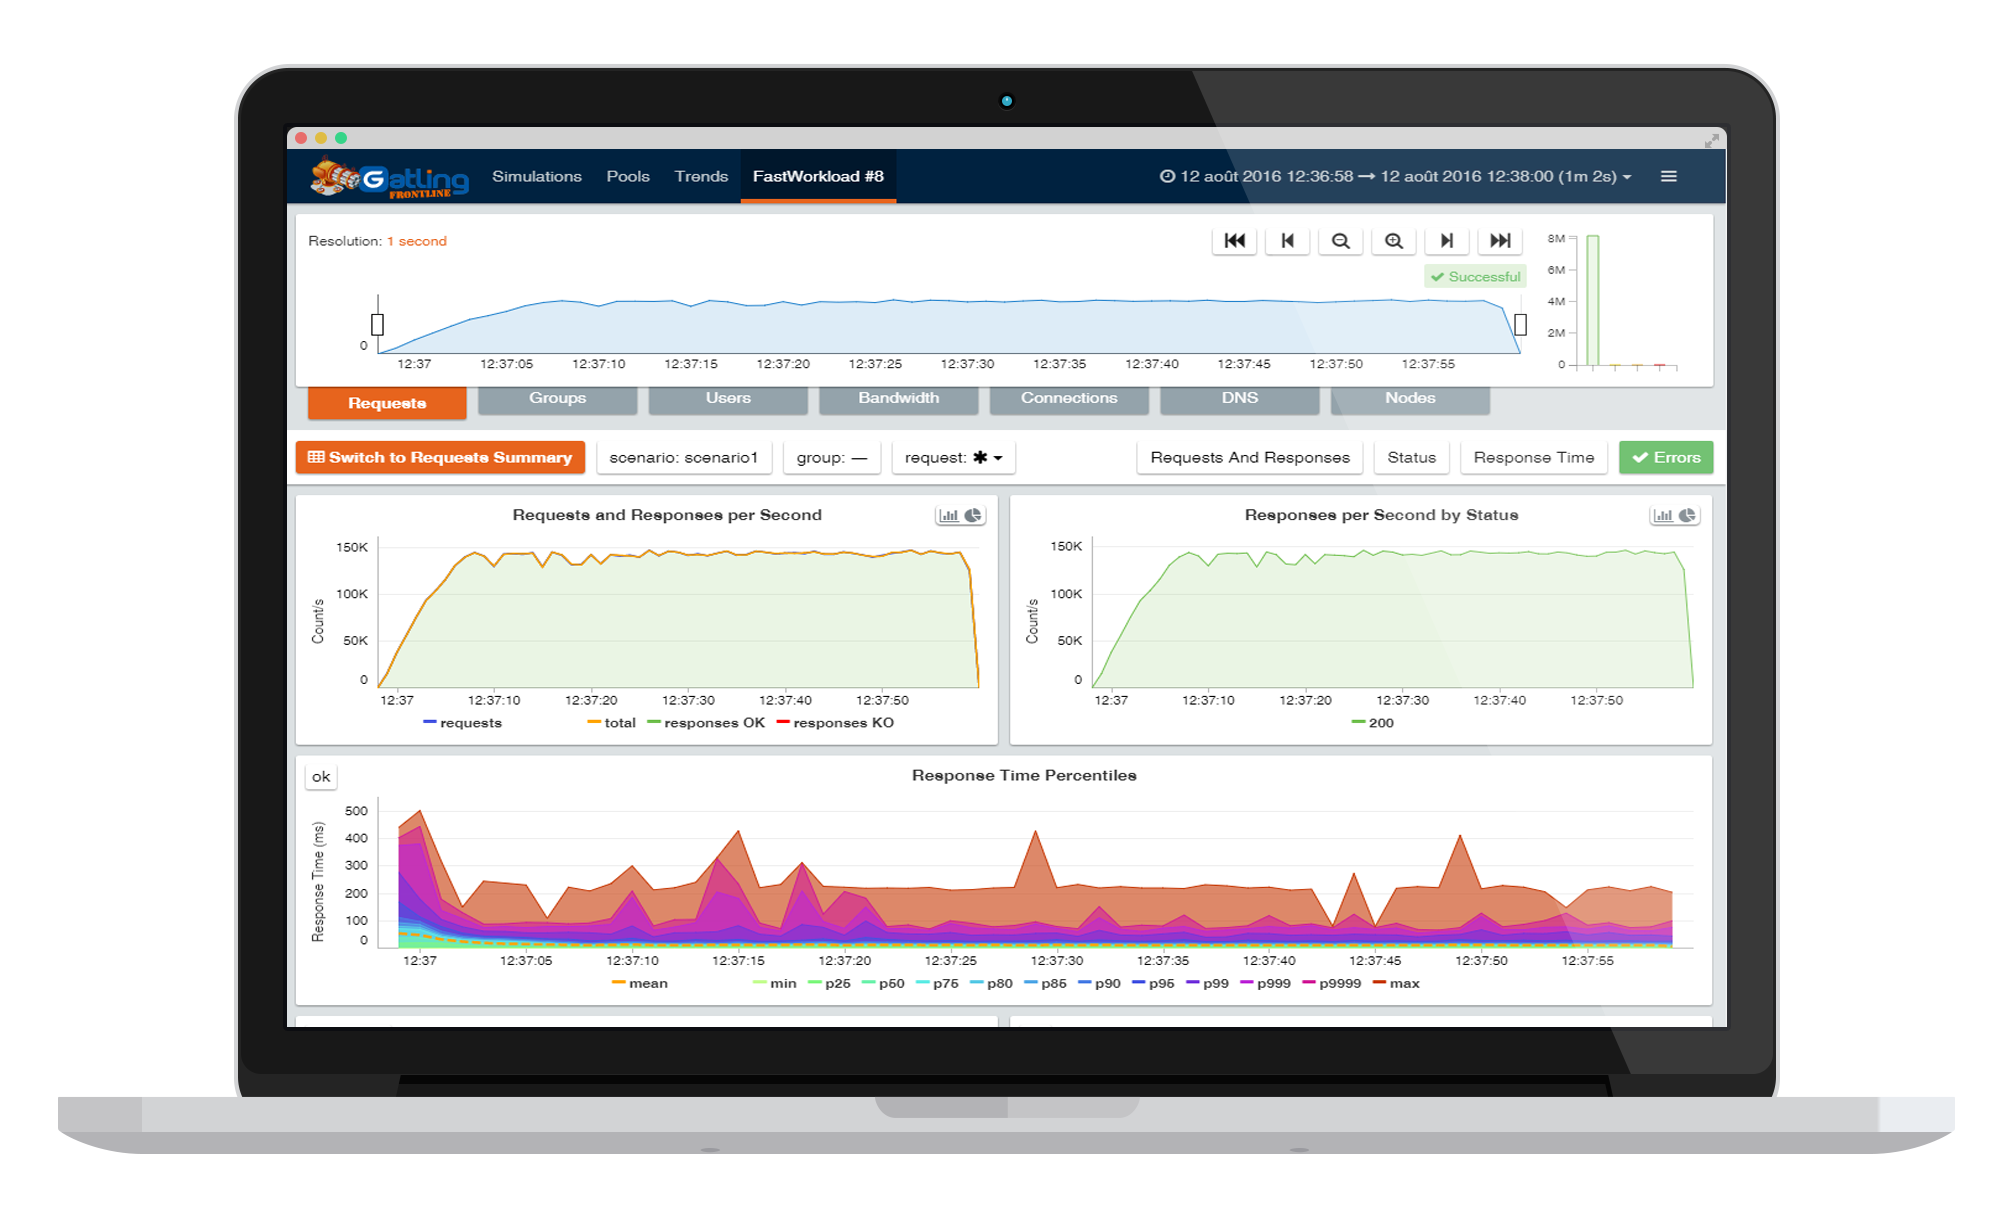 Gatling
FRONTLINE
Simulations Pools Trends FastWorkload #8 12 août 2016 12:36:58 → 12 août 2016 12:38:00 (1m 2s)
Resolution: 1 second
Successful
8M
6M
4M
2M
0
0
12:37 12:37:05 12:37:10 12:37:15 12:37:20 12:37:25 12:37:30 12:37:35 12:37:40 12:37:45 12:37:50 12:37:55
Requests Groups Users Bandwidth Connections DNS Nodes
Switch to Requests Summary scenario: scenario1 group: — request: ✱ Requests And Responses Status Response Time Errors
Requests and Responses per Second
150K
100K
50K
0
Count/s
12:37 12:37:10 12:37:20 12:37:30 12:37:40 12:37:50
requests total responses OK responses KO
Responses per Second by Status
150K
100K
50K
0
Count/s
12:37 12:37:10 12:37:20 12:37:30 12:37:40 12:37:50
200
ok
Response Time Percentiles
500
400
300
200
100
0
Response Time (ms)
12:37 12:37:05 12:37:10 12:37:15 12:37:20 12:37:25 12:37:30 12:37:35 12:37:40 12:37:45 12:37:50 12:37:55
mean min p25 p50 p75 p80 p85 p90 p95 p99 p999 p9999 max